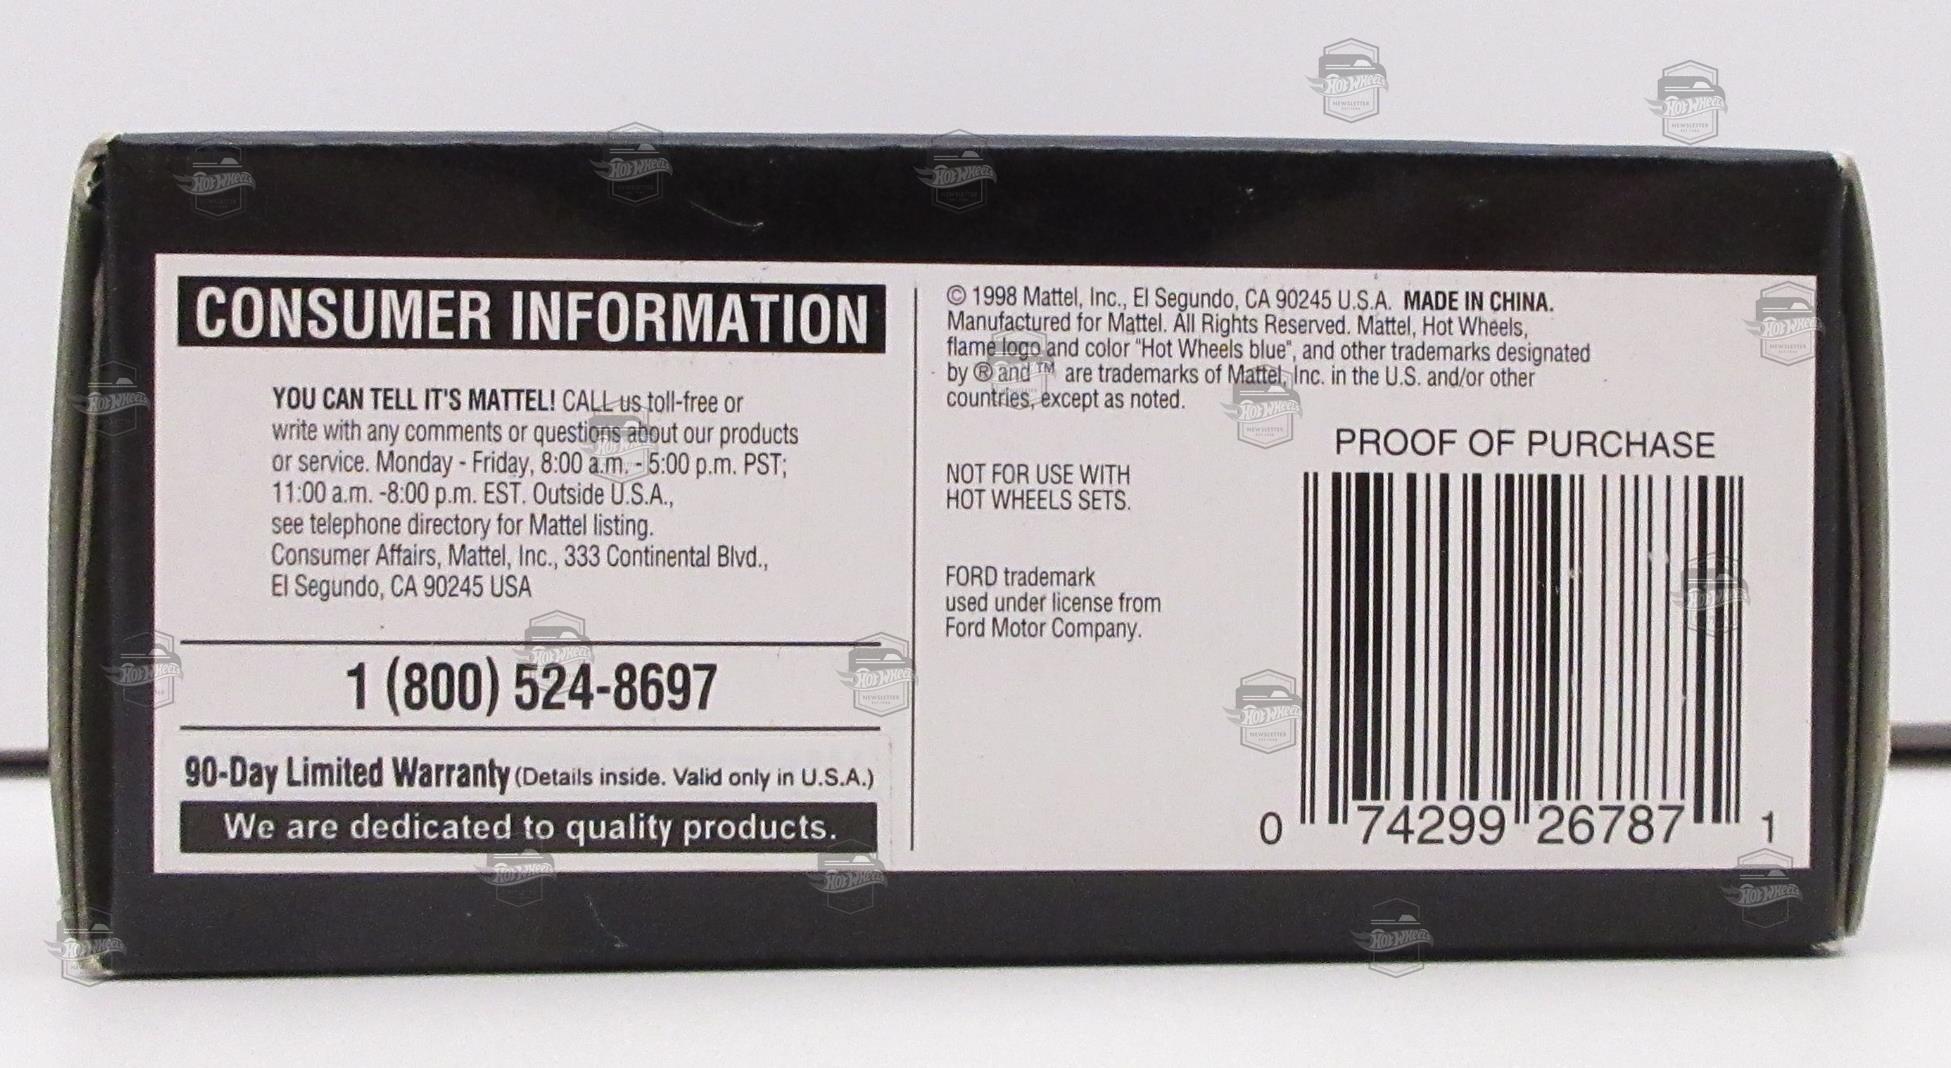 CONSUMER INFORMATION
YOU CAN TELL IT'S MATTEL! CALL us toll-free or
write with any comments or questions about our products
or service. Monday - Friday, 8:00 a.m. - 5:00 p.m. PST;
11:00 a.m. -8:00 p.m. EST. Outside U.S.A.,
see telephone directory for Mattel listing.
Consumer Affairs, Mattel, Inc., 333 Continental Blvd.,
El Segundo, CA 90245 USA
1 (800) 524-8697
90-Day Limited Warranty (Details inside. Valid only in U.S.A.)
We are dedicated to quality products.
© 1998 Mattel, Inc., El Segundo, CA 90245 U.S.A. MADE IN CHINA.
Manufactured for Mattel. All Rights Reserved. Mattel, Hot Wheels,
flame logo and color "Hot Wheels blue", and other trademarks designated
by ® and ™ are trademarks of Mattel, Inc. in the U.S. and/or other
countries, except as noted.
NOT FOR USE WITH
HOT WHEELS SETS.
FORD trademark
used under license from
Ford Motor Company.
PROOF OF PURCHASE
0 74299 26787 1